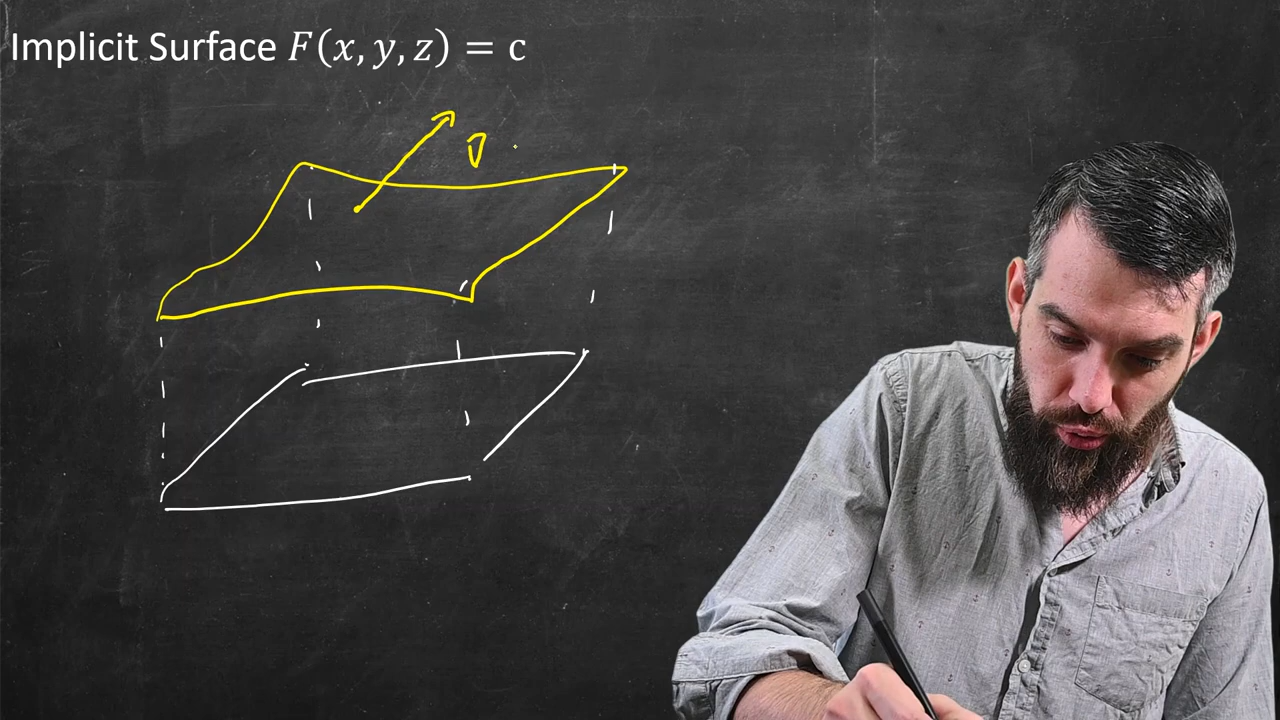 Implicit Surface F(x, y, z) = c
∇